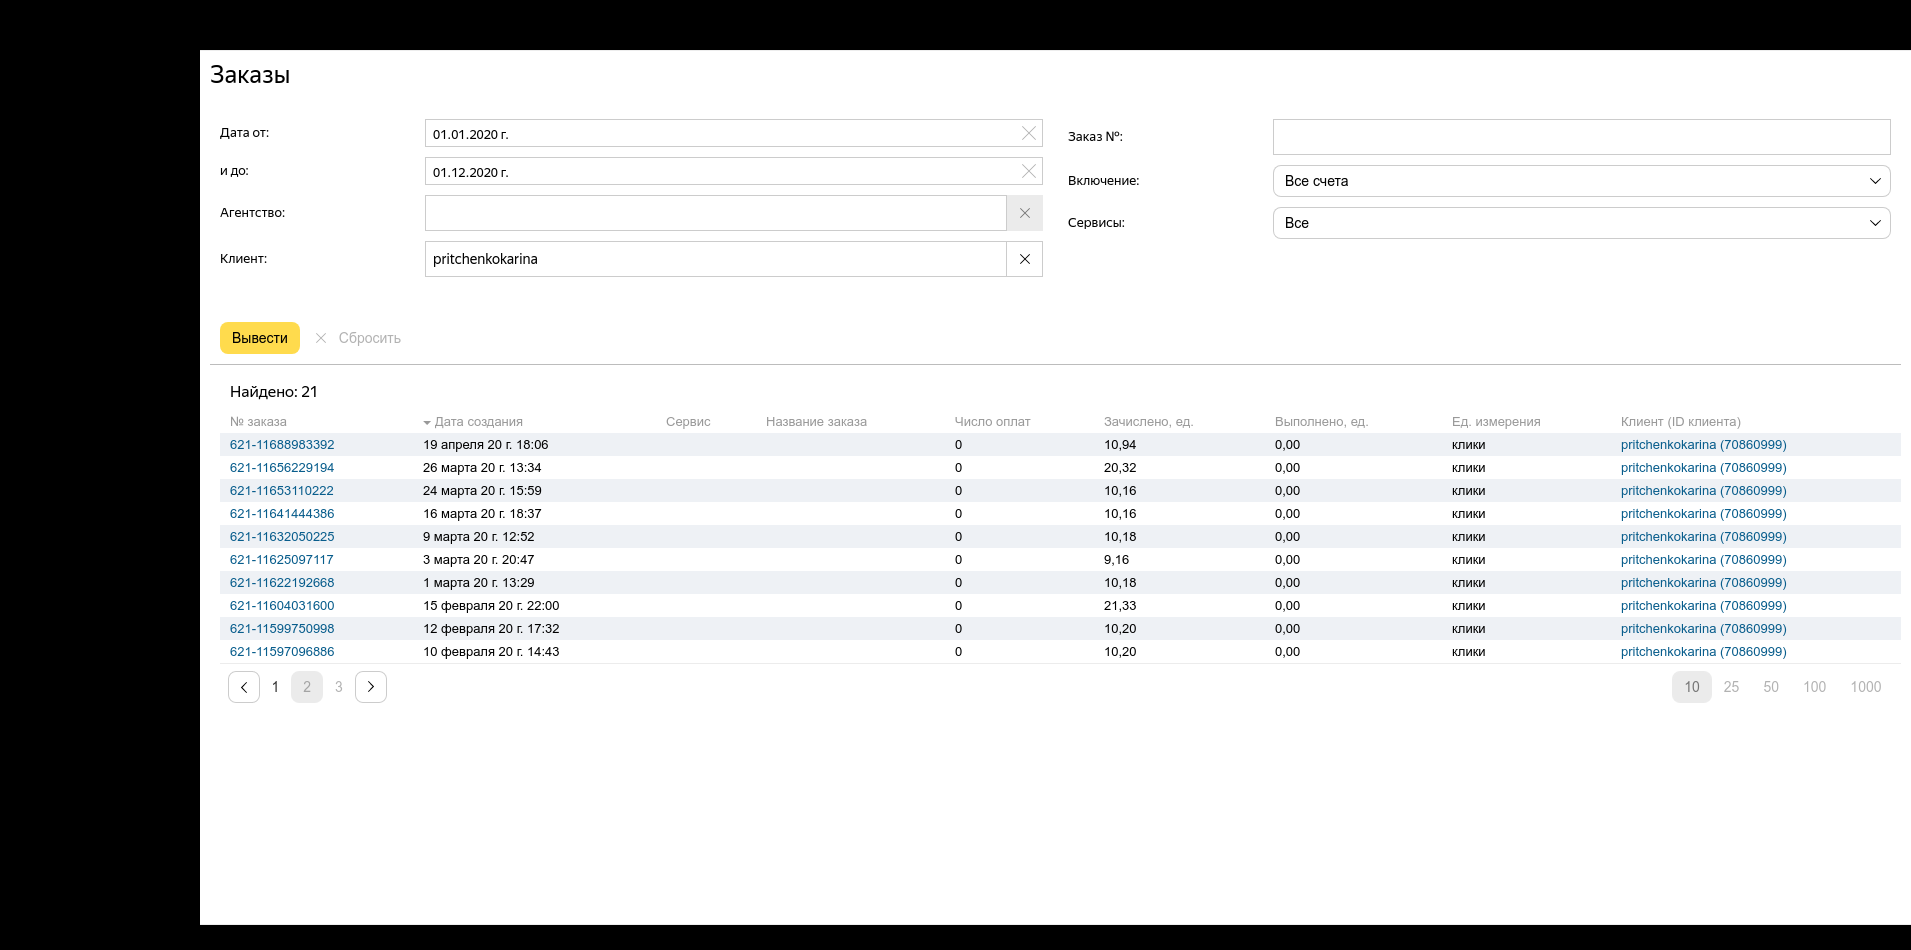 Заказы
Дата от: 01.01.2020 г.
Заказ №:
и до: 01.12.2020 г.
Включение: Все счета
Агентство:
Сервисы: Все
Клиент: pritchenkokarina
Вывести Сбросить
Найдено: 21
№ заказа Дата создания Сервис Название заказа Число оплат Зачислено, ед. Выполнено, ед. Ед. измерения Клиент (ID клиента)
621-11688983392 19 апреля 20 г. 18:06 0 10,94 0,00 клики pritchenkokarina (70860999)
621-11656229194 26 марта 20 г. 13:34 0 20,32 0,00 клики pritchenkokarina (70860999)
621-11653110222 24 марта 20 г. 15:59 0 10,16 0,00 клики pritchenkokarina (70860999)
621-11641444386 16 марта 20 г. 18:37 0 10,16 0,00 клики pritchenkokarina (70860999)
621-11632050225 9 марта 20 г. 12:52 0 10,18 0,00 клики pritchenkokarina (70860999)
621-11625097117 3 марта 20 г. 20:47 0 9,16 0,00 клики pritchenkokarina (70860999)
621-11622192668 1 марта 20 г. 13:29 0 10,18 0,00 клики pritchenkokarina (70860999)
621-11604031600 15 февраля 20 г. 22:00 0 21,33 0,00 клики pritchenkokarina (70860999)
621-11599750998 12 февраля 20 г. 17:32 0 10,20 0,00 клики pritchenkokarina (70860999)
621-11597096886 10 февраля 20 г. 14:43 0 10,20 0,00 клики pritchenkokarina (70860999)
1 2 3 10 25 50 100 1000